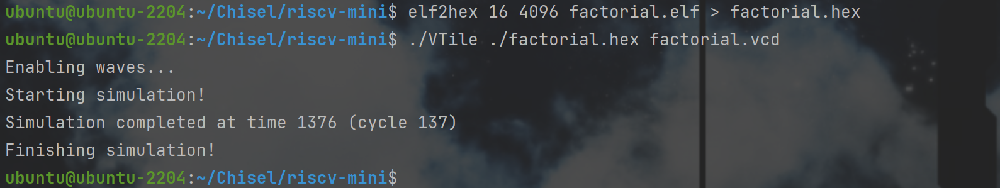 ubuntu@ubuntu-2204:~/Chisel/riscv-mini$ elf2hex 16 4096 factorial.elf > factorial.hex
ubuntu@ubuntu-2204:~/Chisel/riscv-mini$ ./VTile ./factorial.hex factorial.vcd
Enabling waves...
Starting simulation!
Simulation completed at time 1376 (cycle 137)
Finishing simulation!
ubuntu@ubuntu-2204:~/Chisel/riscv-mini$